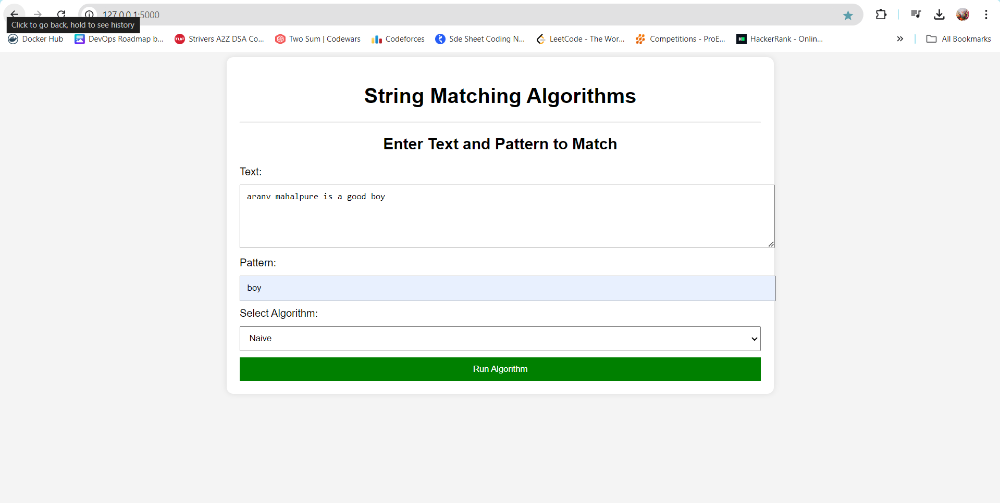 127.0.0.1:5000
Click to go back, hold to see history
Docker Hub DevOps Roadmap b... Strivers A2Z DSA Co... Two Sum | Codewars Codeforces Sde Sheet Coding N... LeetCode - The Wor... Competitions - ProE... HackerRank - Onlin... All Bookmarks
String Matching Algorithms
Enter Text and Pattern to Match
Text:
aranv mahalpure is a good boy
Pattern:
boy
Select Algorithm:
Naive
Run Algorithm